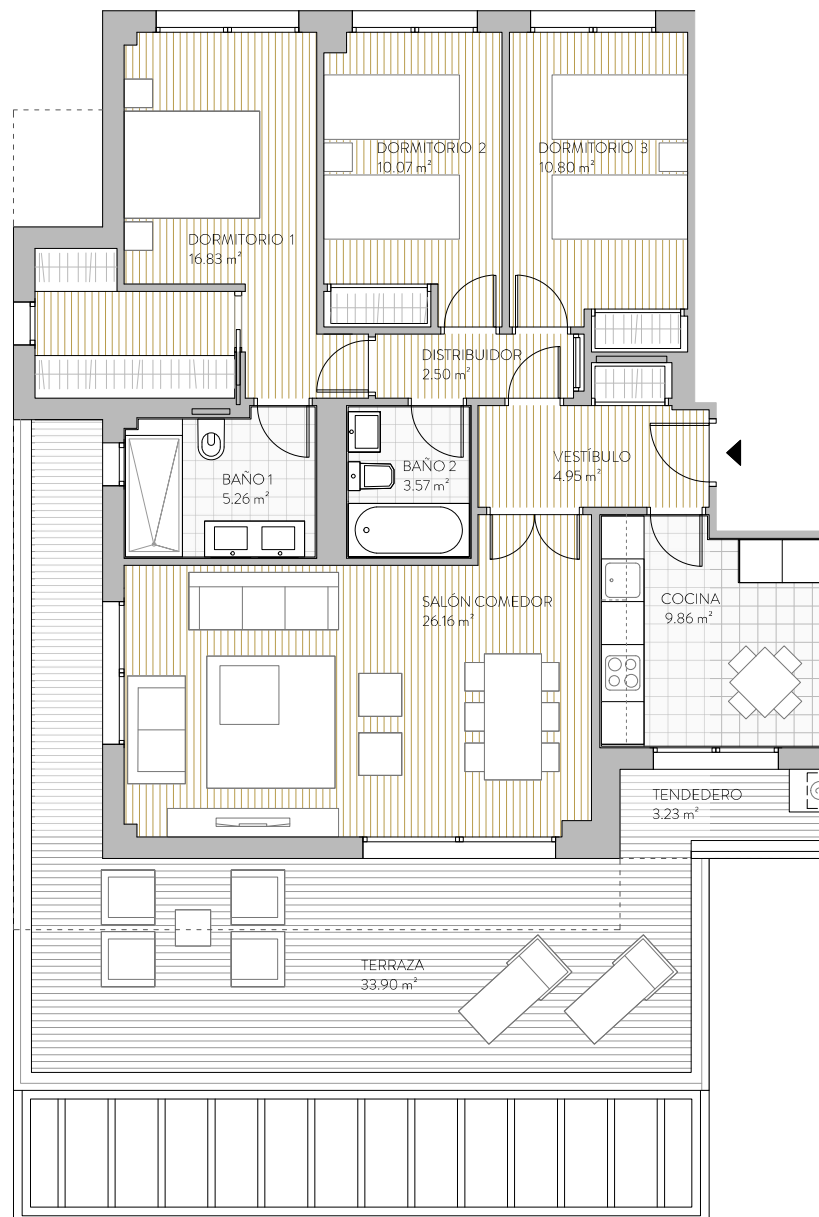 DORMITORIO 2
10.07 m²
DORMITORIO 3
10.80 m²
DORMITORIO 1
16.83 m²
DISTRIBUIDOR
2.50 m²
VESTÍBULO
4.95 m²
BAÑO 1
5.26 m²
BAÑO 2
3.57 m²
SALÓN COMEDOR
26.16 m²
COCINA
9.86 m²
TENDEDERO
3.23 m²
TERRAZA
33.90 m²